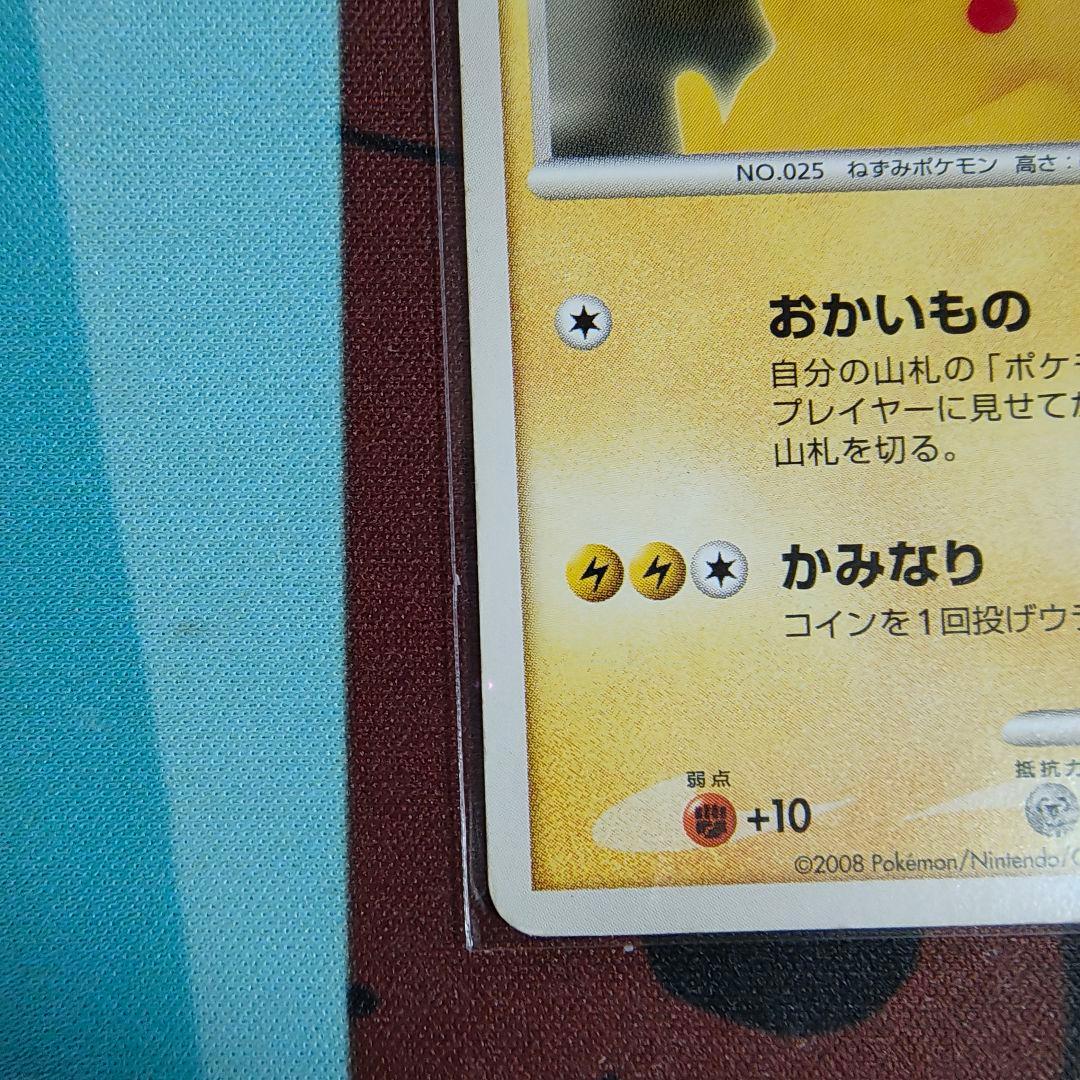 NO.025 ねずみポケモン 高さ:
おかいもの
自分の山札の「ポケ
プレイヤーに見せて
山札を切る。
かみなり
コインを1回投げウ
弱点
抵抗力
+10
©2008 Pokémon/Nintendo/